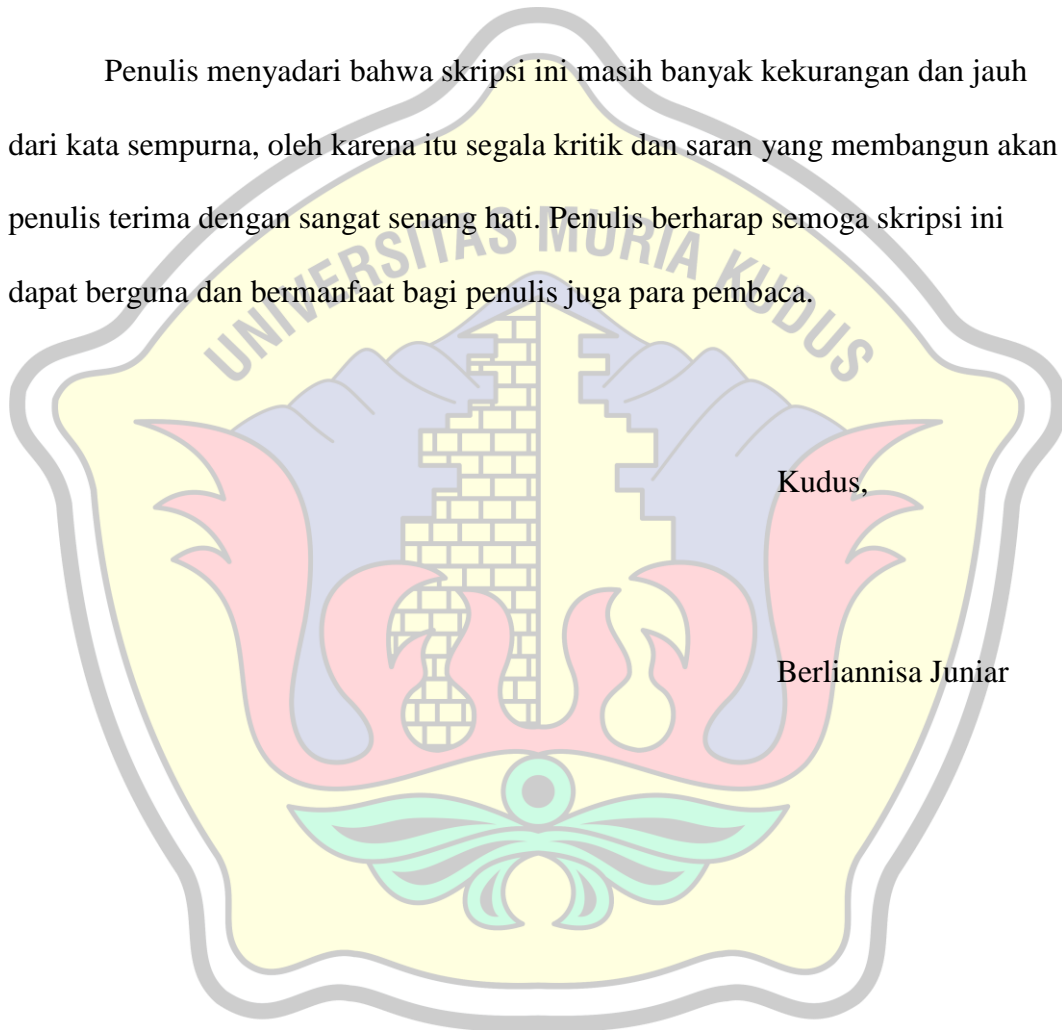 Penulis menyadari bahwa skripsi ini masih banyak kekurangan dan jauh
dari kata sempurna, oleh karena itu segala kritik dan saran yang membangun akan
penulis terima dengan sangat senang hati. Penulis berharap semoga skripsi ini
dapat berguna dan bermanfaat bagi penulis juga para pembaca.
UNIVERSITAS MURIA KUDUS
Kudus,
Berliannisa Juniar